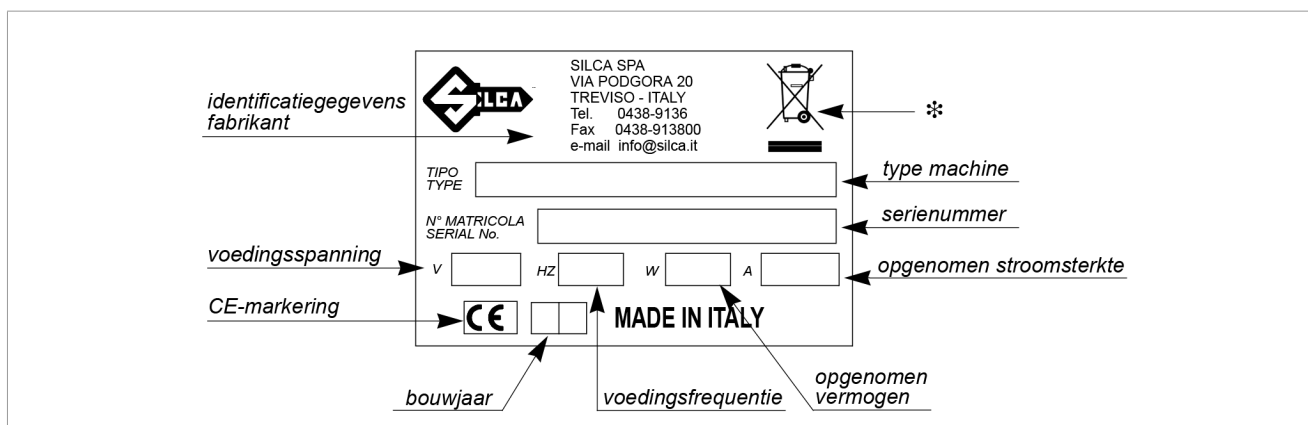 SILCA SPA
VIA PODGORA 20
TREVISO - ITALY
Tel. 0438-9136
Fax 0438-913800
e-mail info@silca.it
SILCA
identificatiegegevens
fabrikant
✻
TIPO
TYPE
type machine
N° MATRICOLA
SERIAL No.
serienummer
voedingsspanning
V
HZ
W
A
opgenomen stroomsterkte
CE-markering
CE
MADE IN ITALY
bouwjaar
voedingsfrequentie
opgenomen
vermogen